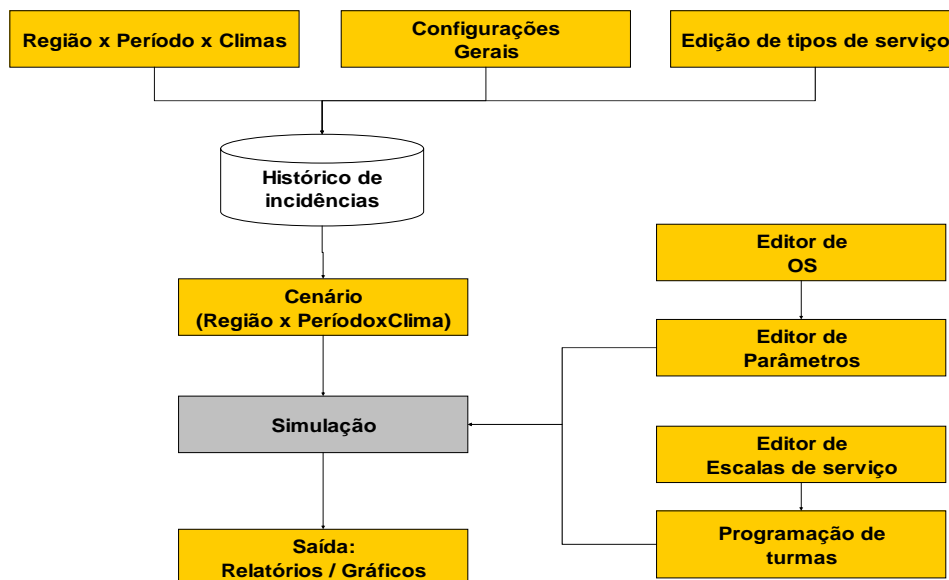 Região x Período x Climas
Configurações
Gerais
Edição de tipos de serviço
Histórico de
incidências
Cenário
(Região x PeríodoxClima)
Simulação
Saída:
Relatórios / Gráficos
Editor de
OS
Editor de
Parâmetros
Editor de
Escalas de serviço
Programação de
turmas